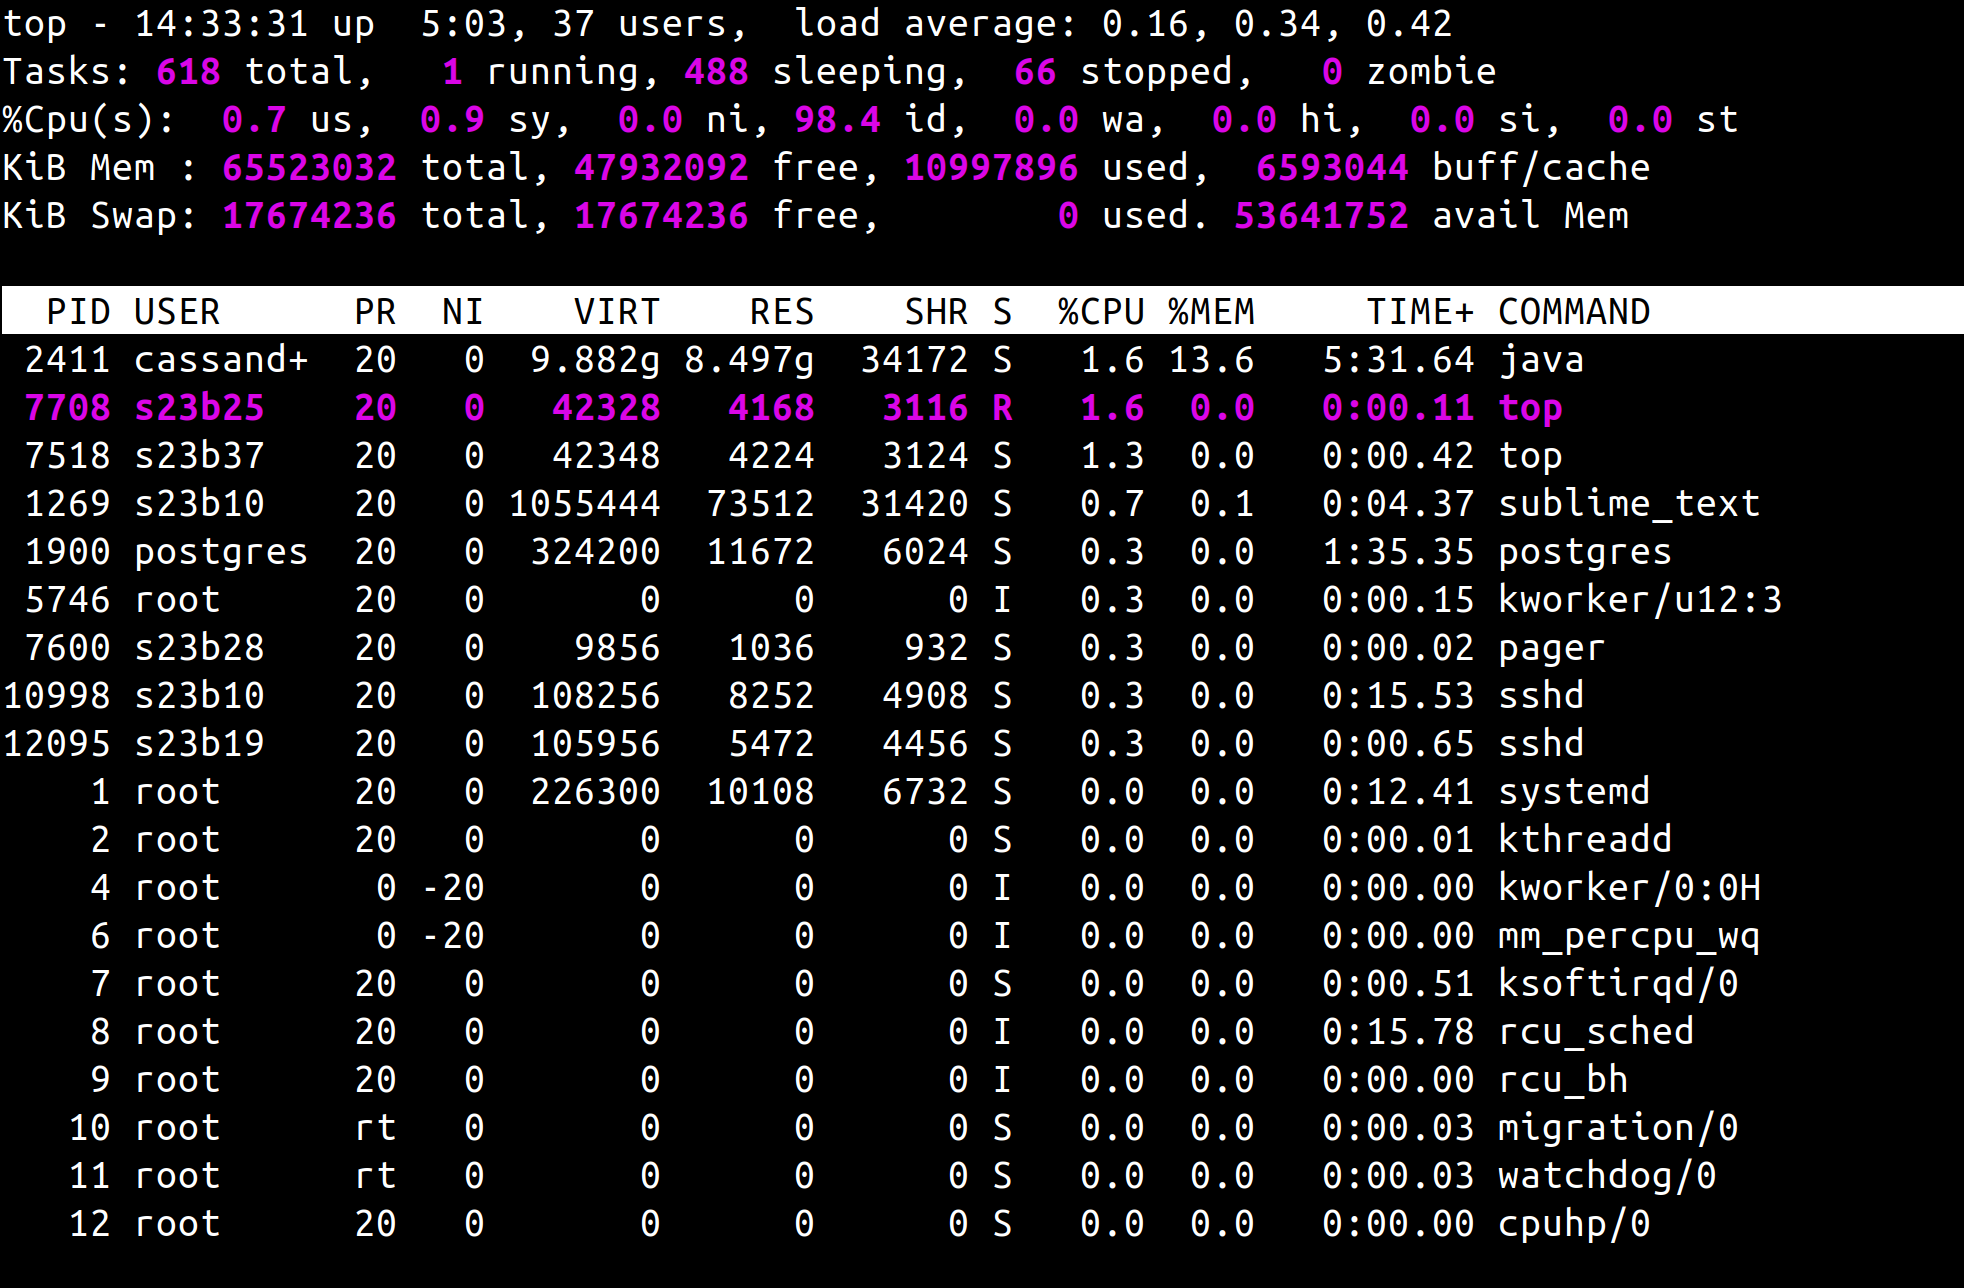 top - 14:33:31 up  5:03, 37 users,  load average: 0.16, 0.34, 0.42
Tasks: 618 total,   1 running, 488 sleeping,  66 stopped,   0 zombie
%Cpu(s):  0.7 us,  0.9 sy,  0.0 ni, 98.4 id,  0.0 wa,  0.0 hi,  0.0 si,  0.0 st
KiB Mem : 65523032 total, 47932092 free, 10997896 used,  6593044 buff/cache
KiB Swap: 17674236 total, 17674236 free,        0 used. 53641752 avail Mem
  PID USER      PR  NI    VIRT    RES    SHR S  %CPU %MEM     TIME+ COMMAND
 2411 cassand+  20   0  9.882g 8.497g  34172 S   1.6 13.6   5:31.64 java
 7708 s23b25    20   0   42328   4168   3116 R   1.6  0.0   0:00.11 top
 7518 s23b37    20   0   42348   4224   3124 S   1.3  0.0   0:00.42 top
 1269 s23b10    20   0 1055444  73512  31420 S   0.7  0.1   0:04.37 sublime_text
 1900 postgres  20   0  324200  11672   6024 S   0.3  0.0   1:35.35 postgres
 5746 root      20   0       0      0      0 I   0.3  0.0   0:00.15 kworker/u12:3
 7600 s23b28    20   0    9856   1036    932 S   0.3  0.0   0:00.02 pager
10998 s23b10    20   0  108256   8252   4908 S   0.3  0.0   0:15.53 sshd
12095 s23b19    20   0  105956   5472   4456 S   0.3  0.0   0:00.65 sshd
    1 root      20   0  226300  10108   6732 S   0.0  0.0   0:12.41 systemd
    2 root      20   0       0      0      0 S   0.0  0.0   0:00.01 kthreadd
    4 root       0 -20       0      0      0 I   0.0  0.0   0:00.00 kworker/0:0H
    6 root       0 -20       0      0      0 I   0.0  0.0   0:00.00 mm_percpu_wq
    7 root      20   0       0      0      0 S   0.0  0.0   0:00.51 ksoftirqd/0
    8 root      20   0       0      0      0 I   0.0  0.0   0:15.78 rcu_sched
    9 root      20   0       0      0      0 I   0.0  0.0   0:00.00 rcu_bh
   10 root      rt   0       0      0      0 S   0.0  0.0   0:00.03 migration/0
   11 root      rt   0       0      0      0 S   0.0  0.0   0:00.03 watchdog/0
   12 root      20   0       0      0      0 S   0.0  0.0   0:00.00 cpuhp/0